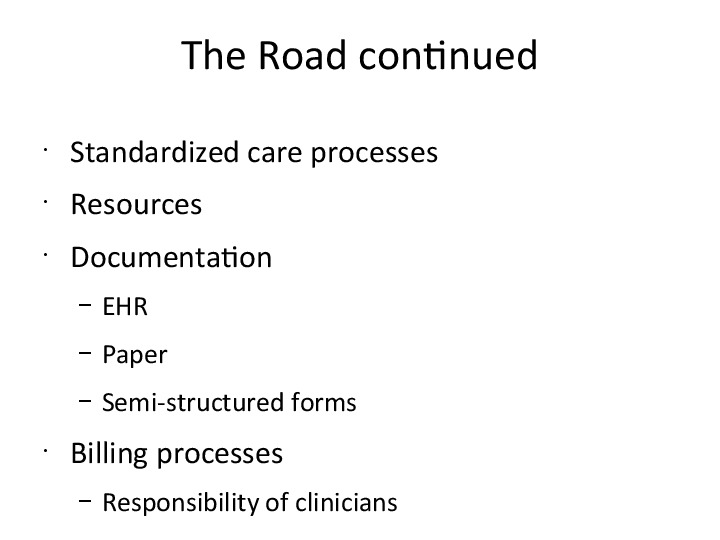 The Road continued
· Standardized care processes
· Resources
· Documentation
– EHR
– Paper
– Semi-structured forms
· Billing processes
– Responsibility of clinicians